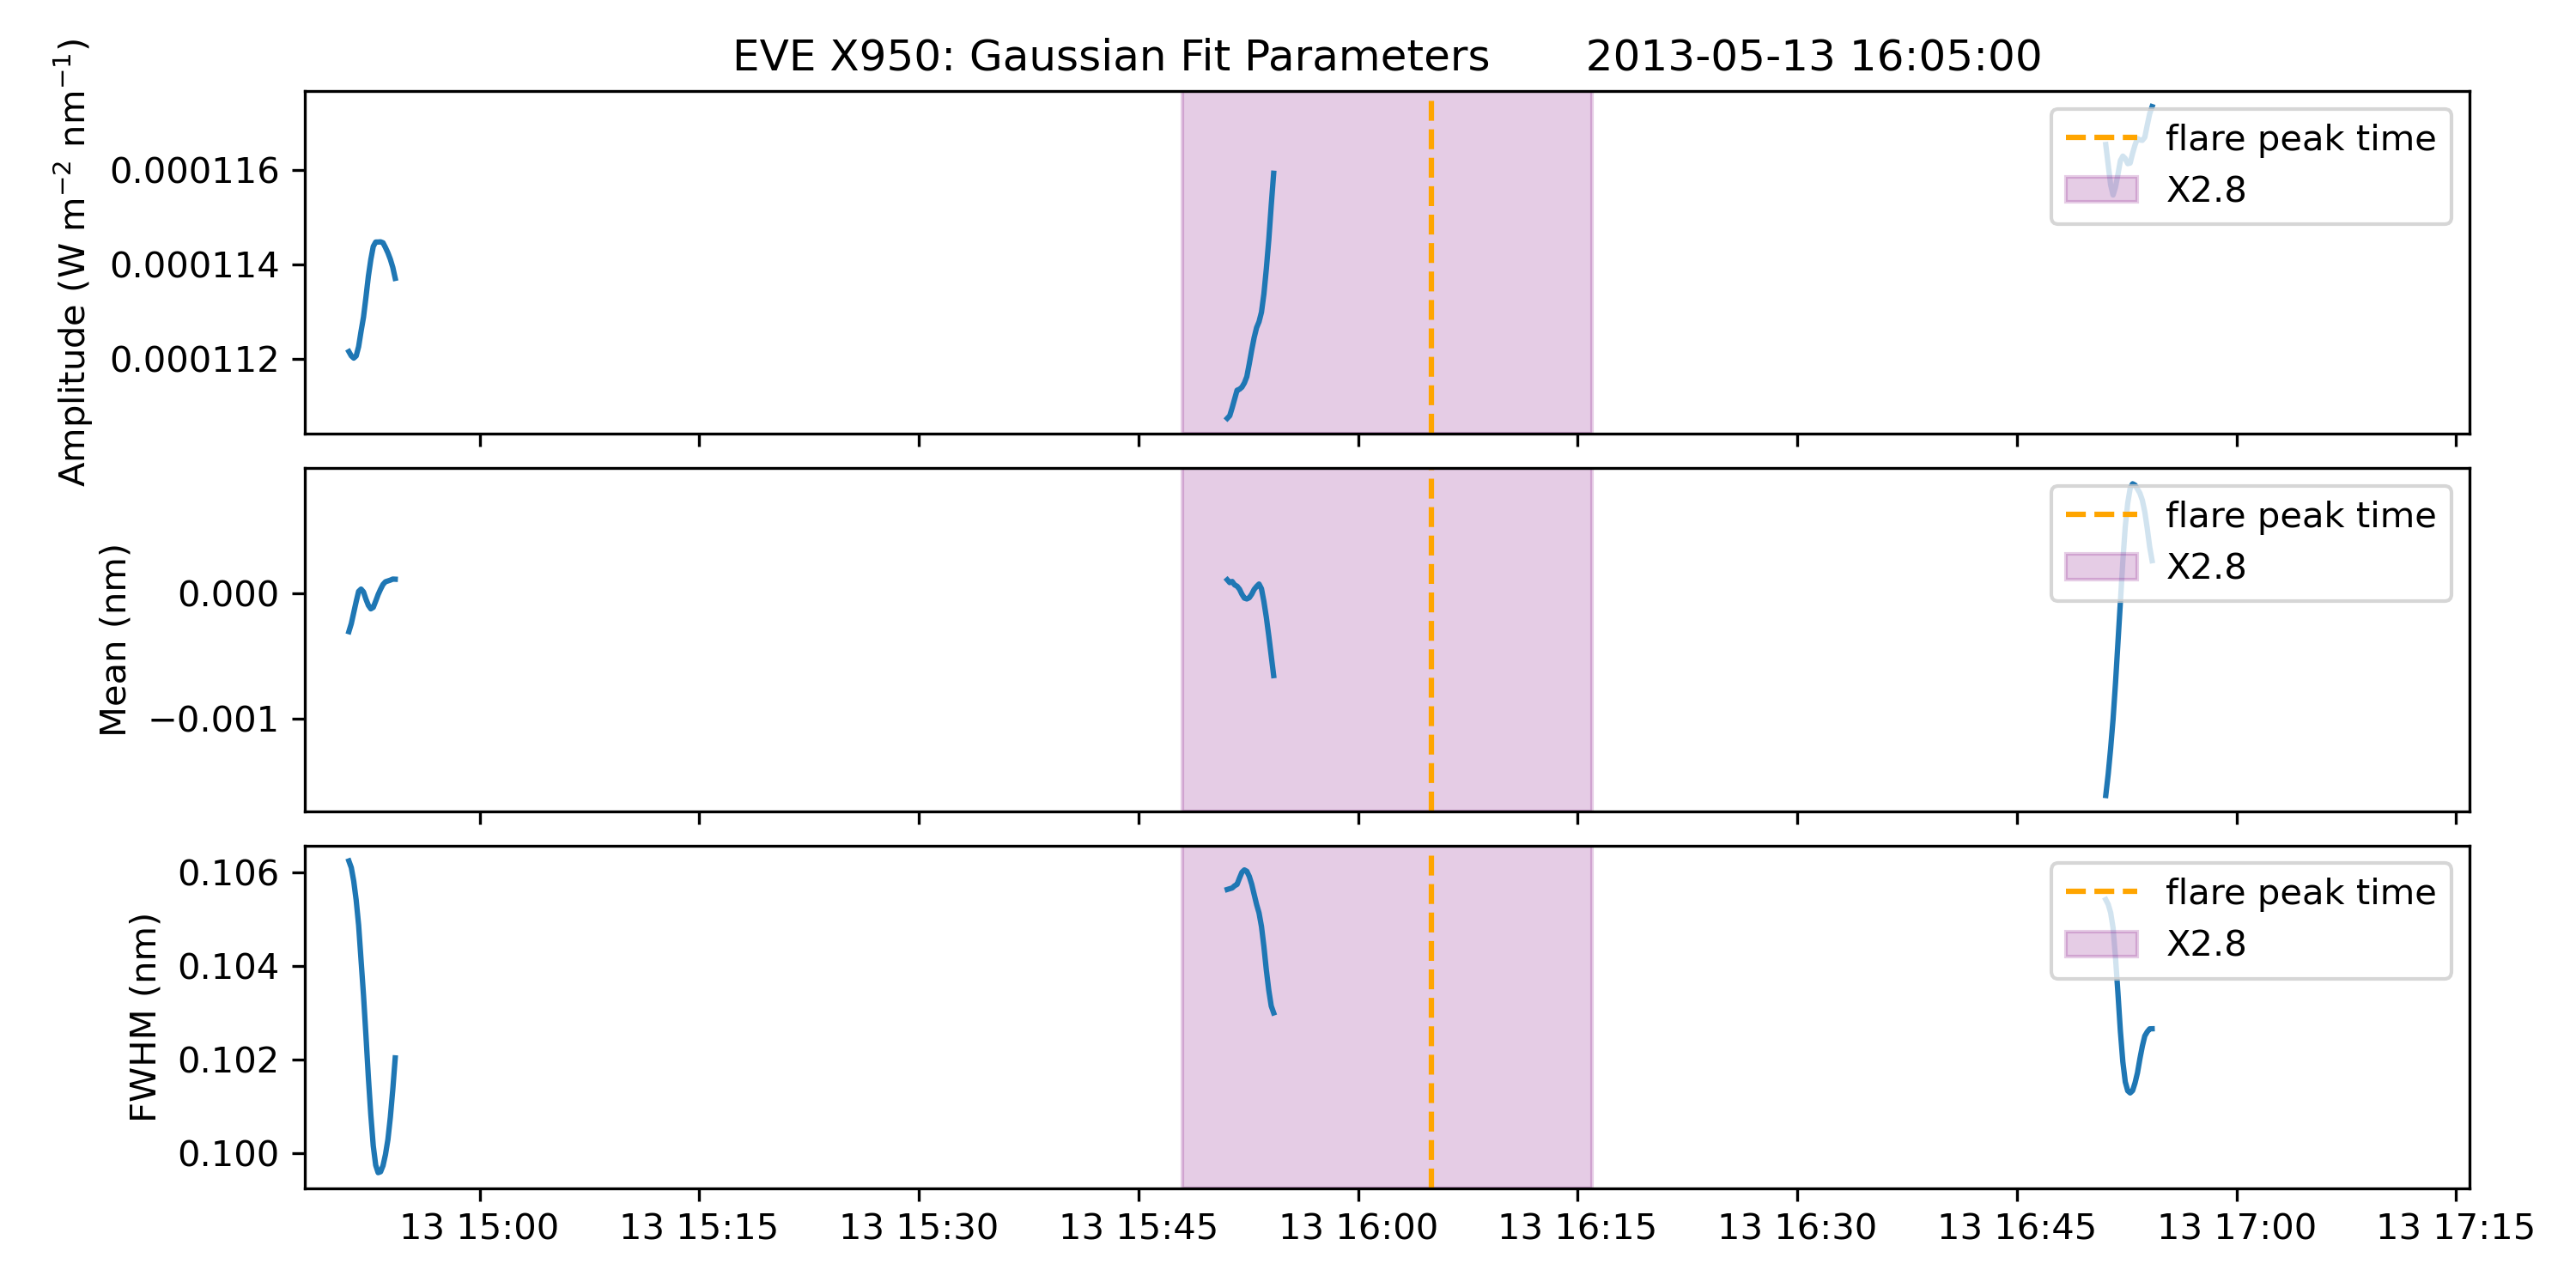 EVE X950: Gaussian Fit Parameters 2013-05-13 16:05:00
Amplitude (W m⁻² nm⁻¹)
0.000116
0.000114
0.000112
flare peak time
X2.8
Mean (nm)
0.000
−0.001
flare peak time
X2.8
FWHM (nm)
0.106
0.104
0.102
0.100
flare peak time
X2.8
13 15:00 13 15:15 13 15:30 13 15:45 13 16:00 13 16:15 13 16:30 13 16:45 13 17:00 13 17:15